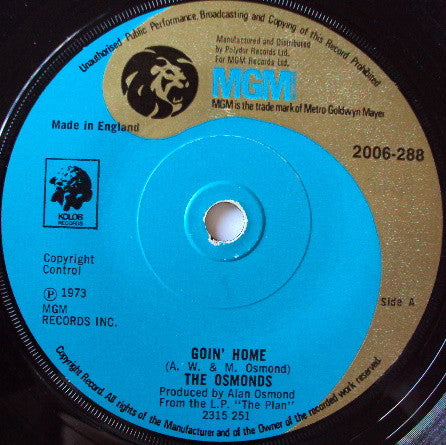 Unauthorised Public Performance, Broadcasting and Copying of this Record Prohibited
Manufactured and Distributed
by Polydor Records Ltd.
For MGM Records Ltd.
MGM
MGM is the trade mark of Metro Goldwyn Mayer
Made in England
2006-288
KOLOB
RECORDS
Copyright
Control
Ⓟ 1973
MGM
RECORDS INC.
Side A
GOIN' HOME
(A. W. & M. Osmond)
THE OSMONDS
Produced by Alan Osmond
From the L.P. "The Plan"
2315 251
Copyright Record. All rights of the Manufacturer and of the Owner of the recorded work reserved.